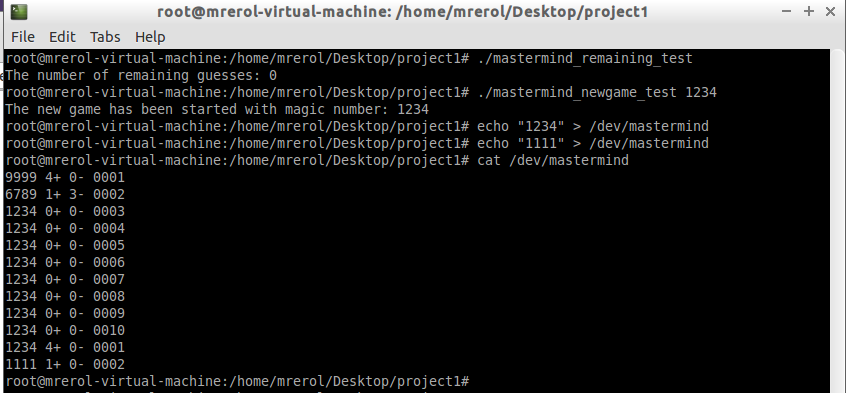 root@mrerol-virtual-machine: /home/mrerol/Desktop/project1
File Edit Tabs Help
root@mrerol-virtual-machine:/home/mrerol/Desktop/project1# ./mastermind_remaining_test
The number of remaining guesses: 0
root@mrerol-virtual-machine:/home/mrerol/Desktop/project1# ./mastermind_newgame_test 1234
The new game has been started with magic number: 1234
root@mrerol-virtual-machine:/home/mrerol/Desktop/project1# echo "1234" > /dev/mastermind
root@mrerol-virtual-machine:/home/mrerol/Desktop/project1# echo "1111" > /dev/mastermind
root@mrerol-virtual-machine:/home/mrerol/Desktop/project1# cat /dev/mastermind
9999 4+ 0- 0001
6789 1+ 3- 0002
1234 0+ 0- 0003
1234 0+ 0- 0004
1234 0+ 0- 0005
1234 0+ 0- 0006
1234 0+ 0- 0007
1234 0+ 0- 0008
1234 0+ 0- 0009
1234 0+ 0- 0010
1234 4+ 0- 0001
1111 1+ 0- 0002
root@mrerol-virtual-machine:/home/mrerol/Desktop/project1#